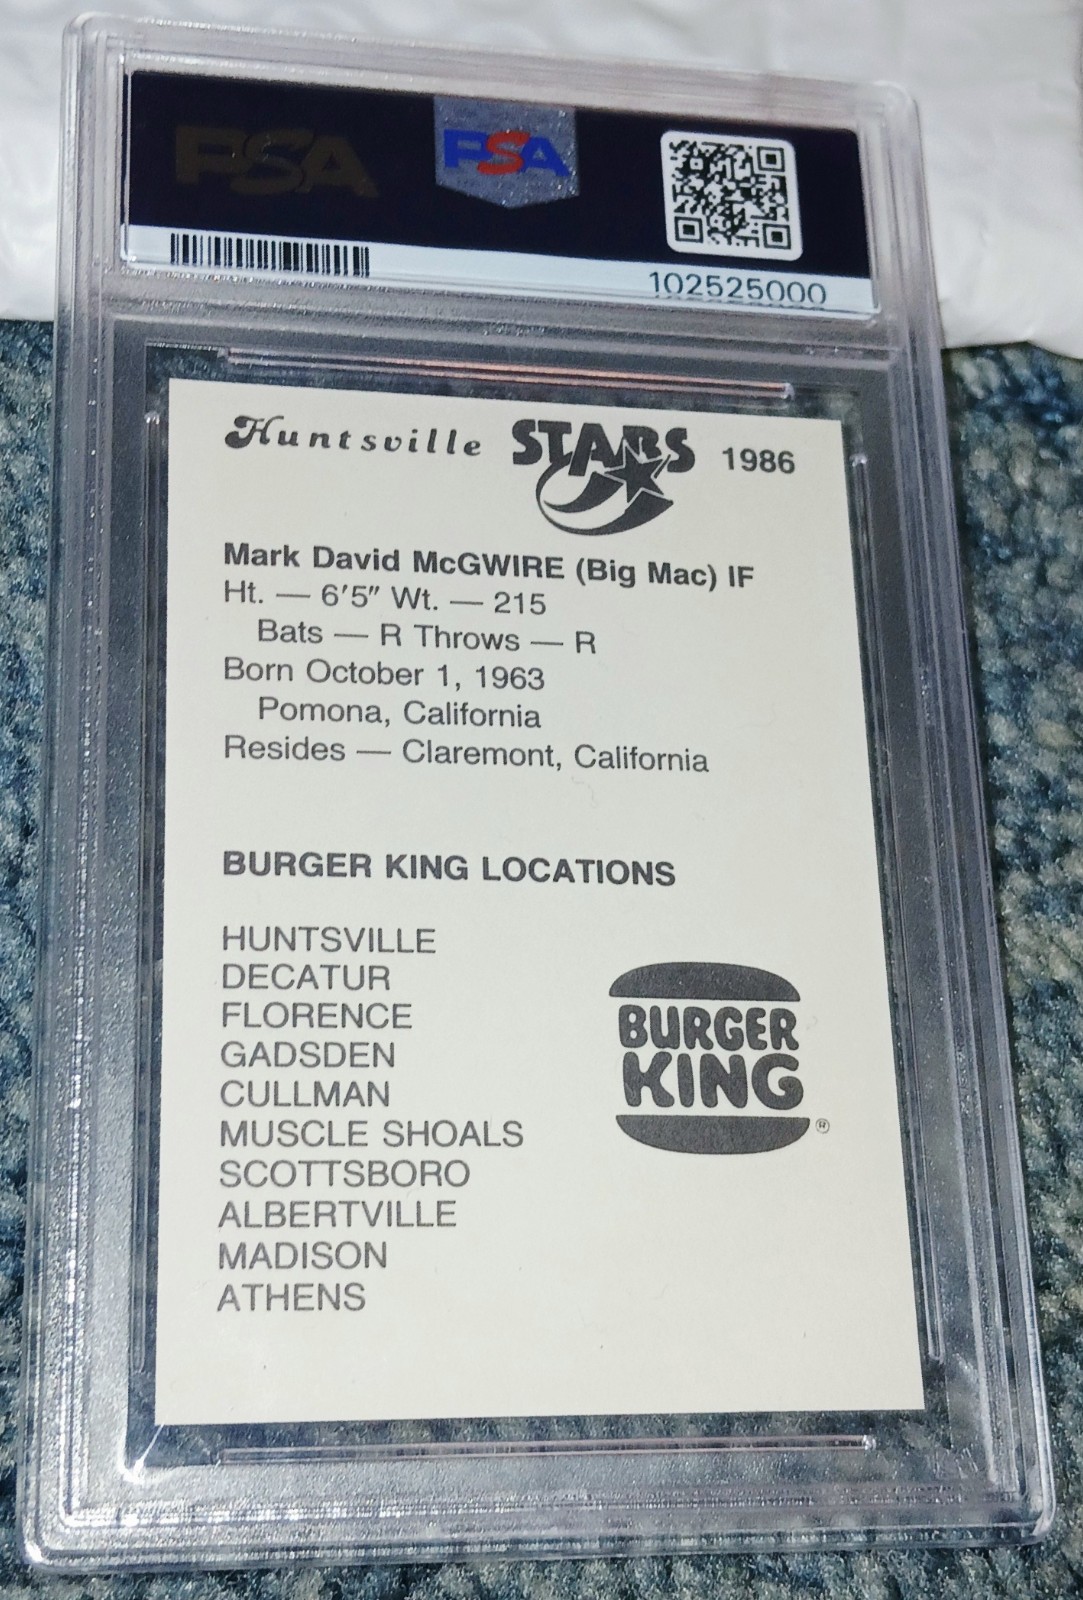 PSA PSA
102525000
Huntsville STARS 1986
Mark David McGWIRE (Big Mac) IF
Ht. — 6'5" Wt. — 215
Bats — R Throws — R
Born October 1, 1963
Pomona, California
Resides — Claremont, California
BURGER KING LOCATIONS
HUNTSVILLE
DECATUR
FLORENCE
GADSDEN
CULLMAN
MUSCLE SHOALS
SCOTTSBORO
ALBERTVILLE
MADISON
ATHENS
BURGER
KING
®